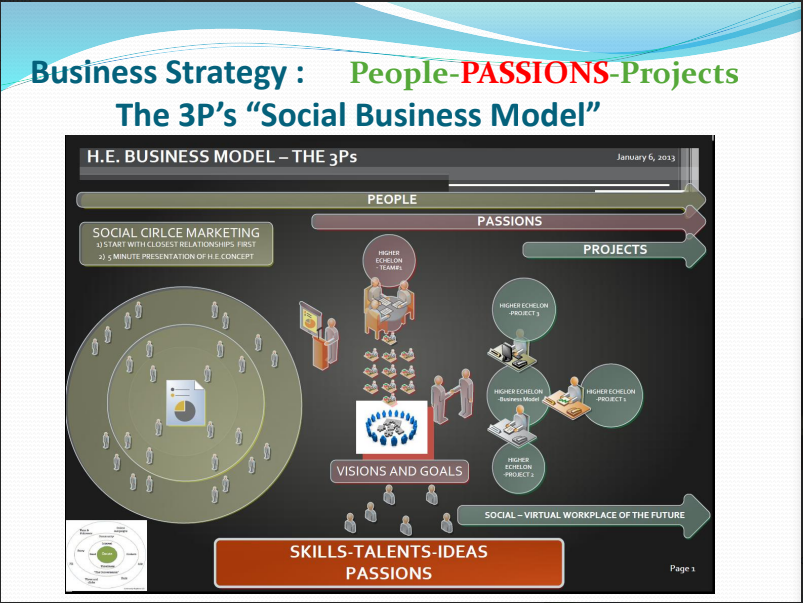 Business Strategy : People-PASSIONS-Projects
The 3P's “Social Business Model”
H.E. BUSINESS MODEL – THE 3Ps
January 6, 2013
PEOPLE
PASSIONS
PROJECTS
SOCIAL CIRLCE MARKETING
1) START WITH CLOSEST RELATIONSHIPS FIRST
2) 5 MINUTE PRESENTATION OF H.E.CONCEPT
HIGHER
ECHELON
- TEAM#1
HIGHER ECHELON
-PROJECT 3
HIGHER ECHELON
-Business Model
HIGHER ECHELON
-PROJECT 1
HIGHER
ECHELON
-PROJECT 2
VISIONS AND GOALS
SOCIAL – VIRTUAL WORKPLACE OF THE FUTURE
SKILLS-TALENTS-IDEAS
PASSIONS
Page 1